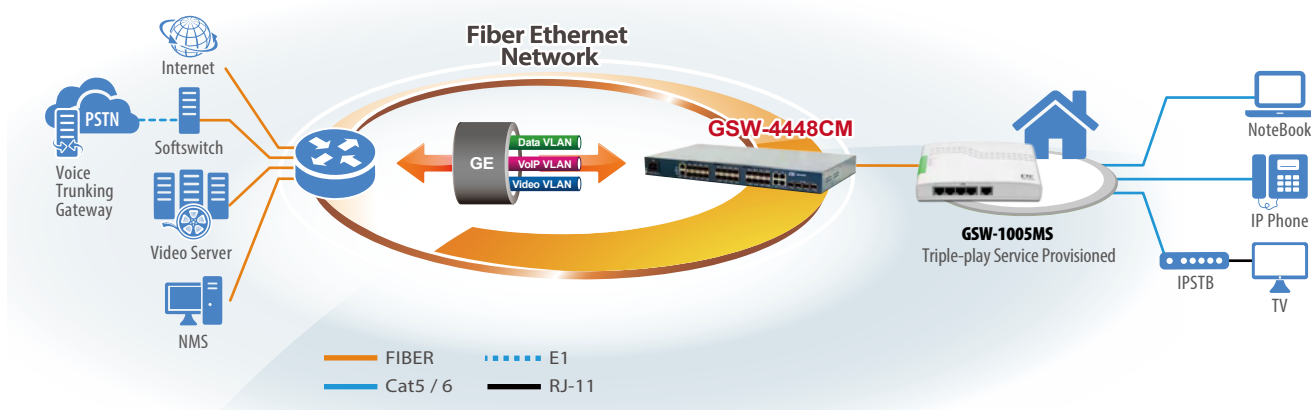 Fiber Ethernet
Network
Internet
PSTN
Softswitch
Voice
Trunking
Gateway
Video Server
NMS
GE
Data VLAN
VoIP VLAN
Video VLAN
GSW-4448CM
GSW-1005MS
Triple-play Service Provisioned
NoteBook
IP Phone
IPSTB
TV
FIBER
E1
Cat5 / 6
RJ-11